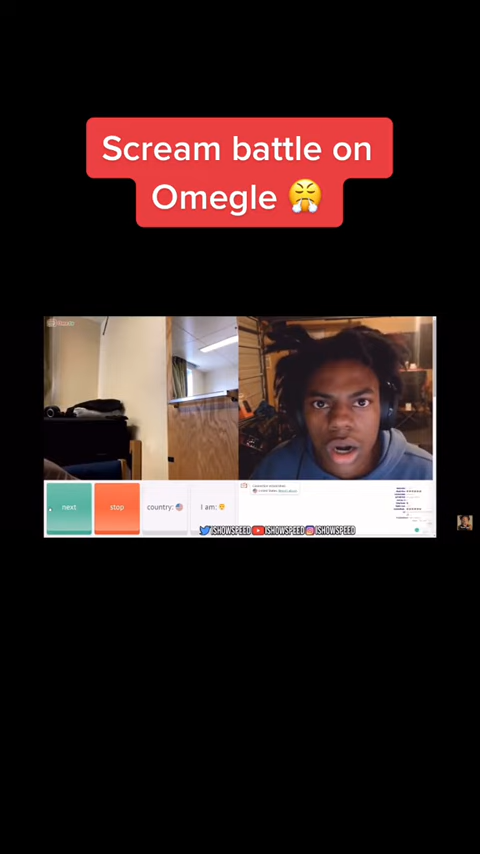 Scream battle on
Omegle 😤
next
stop
country: 🇺🇸
I am:
ISHOWSPEED ISHOWSPEED ISHOWSPEED